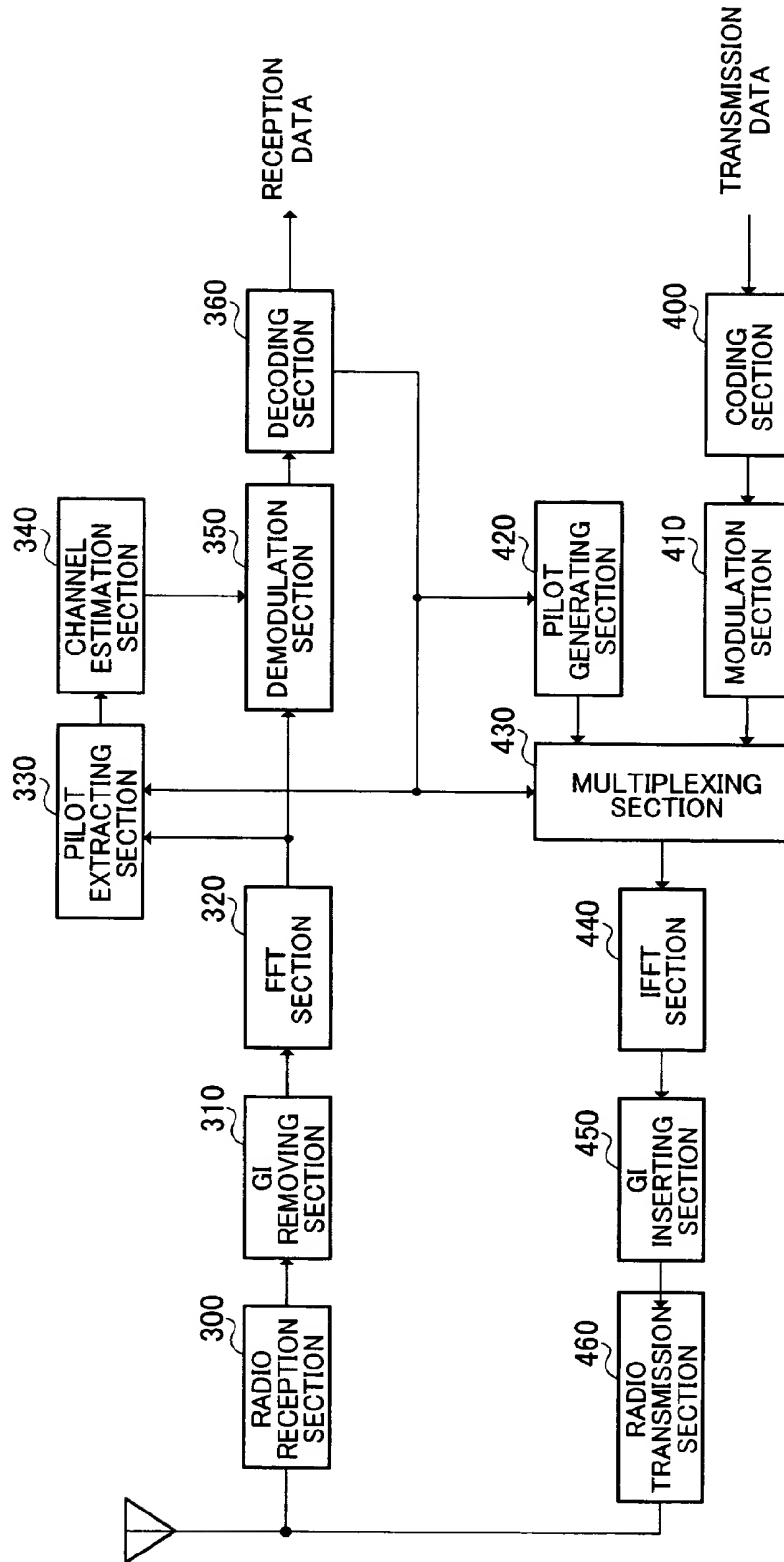 300
RADIO
RECEPTION
SECTION
310
GI
REMOVING
SECTION
320
FFT
SECTION
330
PILOT
EXTRACTING
SECTION
340
CHANNEL
ESTIMATION
SECTION
350
DEMODULATION
SECTION
360
DECODING
SECTION
RECEPTION
DATA
TRANSMISSION
DATA
400
CODING
SECTION
410
MODULATION
SECTION
420
PILOT
GENERATING
SECTION
430
MULTIPLEXING
SECTION
440
IFFT
SECTION
450
GI
INSERTING
SECTION
460
RADIO
TRANSMISSION
SECTION